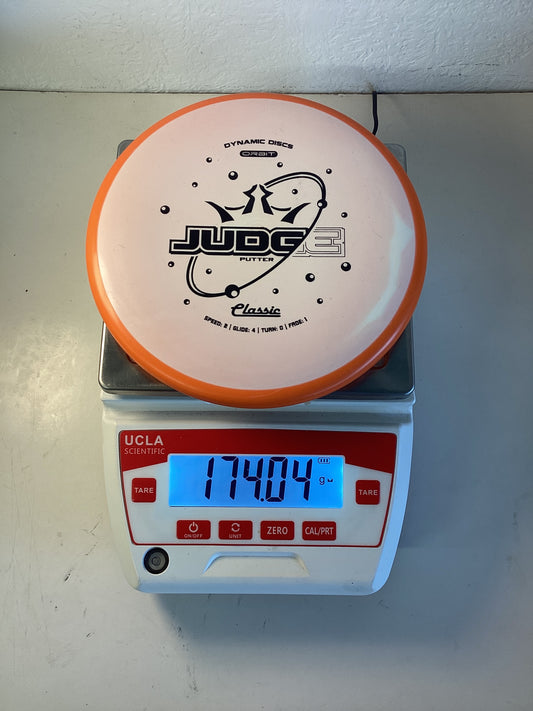 DYNAMIC DISCS
ORBIT
JUDGE
PUTTER
Classic
SPEED: 2 | GLIDE: 4 | TURN: 0 | FADE: 1
UCLA
SCIENTIFIC
174.04 g
TARE
TARE
ON/OFF
UNIT
ZERO
CAL/PRT